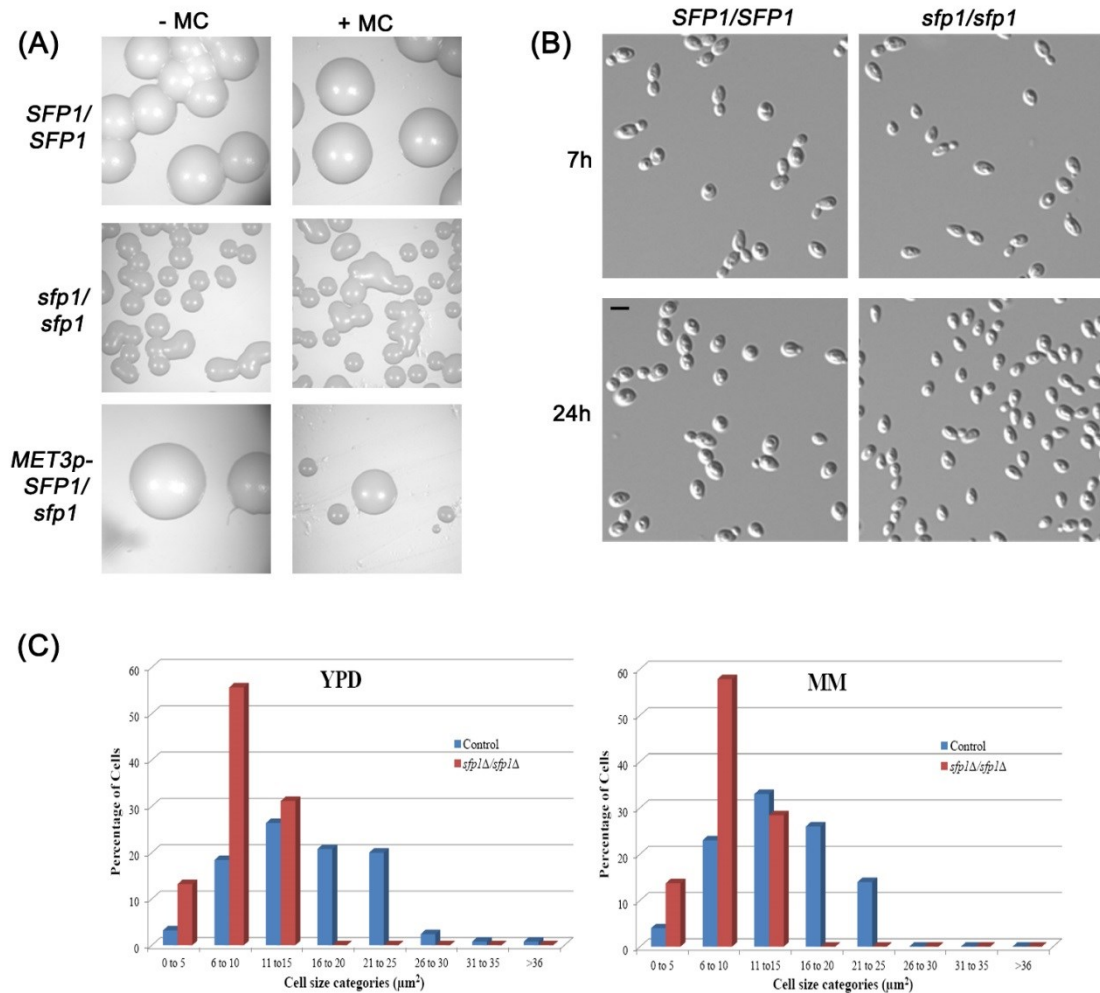 (A)
- MC
+ MC
SFP1/
SFP1
sfp1/
sfp1
MET3p-
SFP1/
sfp1
(B)
SFP1/SFP1
sfp1/sfp1
7h
24h
(C)
YPD
Percentage of Cells
60
50
40
30
20
10
0
Control
sfp1Δ/sfp1Δ
0 to 5
6 to 10
11 to15
16 to 20
21 to 25
26 to 30
31 to 35
>36
Cell size categories (µm²)
MM
Percentage of Cells
60
50
40
30
20
10
0
Control
sfp1Δ/sfp1Δ
0 to 5
6 to 10
11 to15
16 to 20
21 to 25
26 to 30
31 to 35
>36
Cell size categories (µm²)